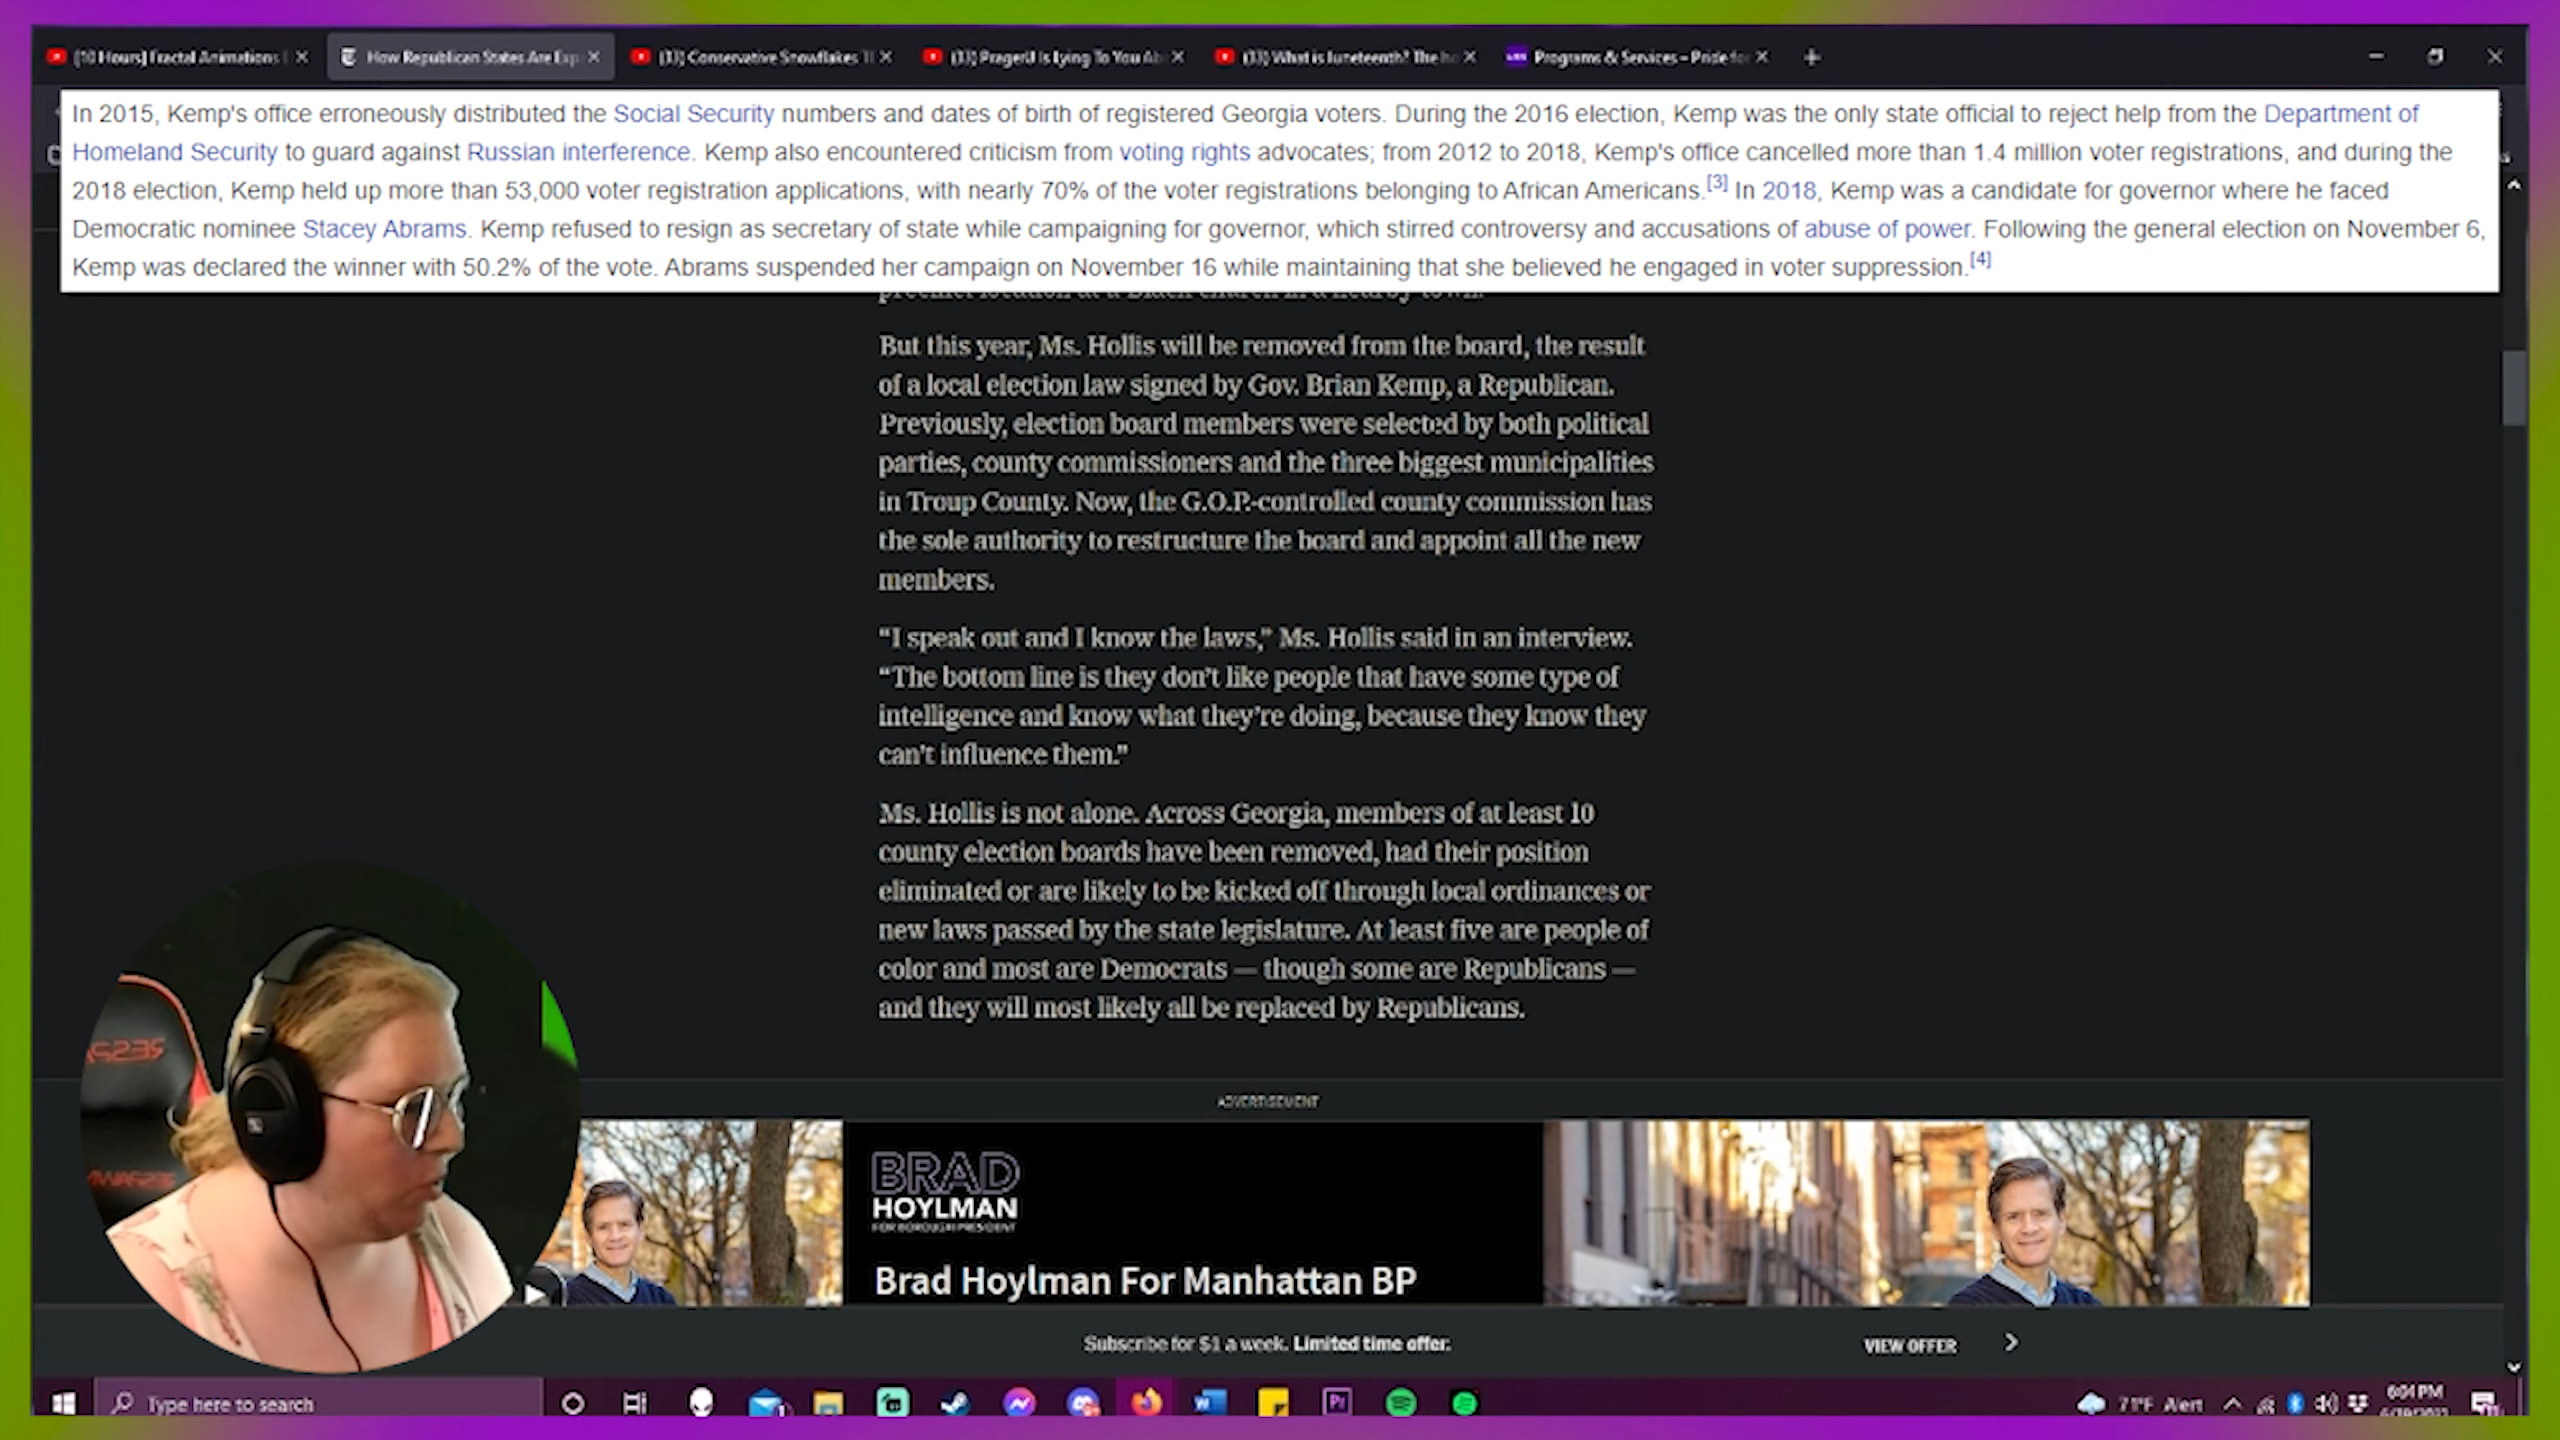 [10 Hours] Fractal Animations
How Republican States Are Exp
Conservative Snowflakes
PragerU Is Lying To You Ab
What is Juneteenth?
Programs & Services – Pride for
In 2015, Kemp's office erroneously distributed the Social Security numbers and dates of birth of registered Georgia voters. During the 2016 election, Kemp was the only state official to reject help from the Department of
Homeland Security to guard against Russian interference. Kemp also encountered criticism from voting rights advocates; from 2012 to 2018, Kemp's office cancelled more than 1.4 million voter registrations, and during the
2018 election, Kemp held up more than 53,000 voter registration applications, with nearly 70% of the voter registrations belonging to African Americans.[3] In 2018, Kemp was a candidate for governor where he faced
Democratic nominee Stacey Abrams. Kemp refused to resign as secretary of state while campaigning for governor, which stirred controversy and accusations of abuse of power. Following the general election on November 6,
Kemp was declared the winner with 50.2% of the vote. Abrams suspended her campaign on November 16 while maintaining that she believed he engaged in voter suppression.[4]
premier location at a Black church in a nearby town.
But this year, Ms. Hollis will be removed from the board, the result
of a local election law signed by Gov. Brian Kemp, a Republican.
Previously, election board members were selected by both political
parties, county commissioners and the three biggest municipalities
in Troup County. Now, the G.O.P.-controlled county commission has
the sole authority to restructure the board and appoint all the new
members.
“I speak out and I know the laws,” Ms. Hollis said in an interview.
“The bottom line is they don’t like people that have some type of
intelligence and know what they’re doing, because they know they
can't influence them.”
Ms. Hollis is not alone. Across Georgia, members of at least 10
county election boards have been removed, had their position
eliminated or are likely to be kicked off through local ordinances or
new laws passed by the state legislature. At least five are people of
color and most are Democrats — though some are Republicans —
and they will most likely all be replaced by Republicans.
ADVERTISEMENT
BRAD
HOYLMAN
FOR BOROUGH PRESIDENT
Brad Hoylman For Manhattan BP
Subscribe for $1 a week. Limited time offer.
VIEW OFFER
Type here to search
71°F Alert
6:04 PM